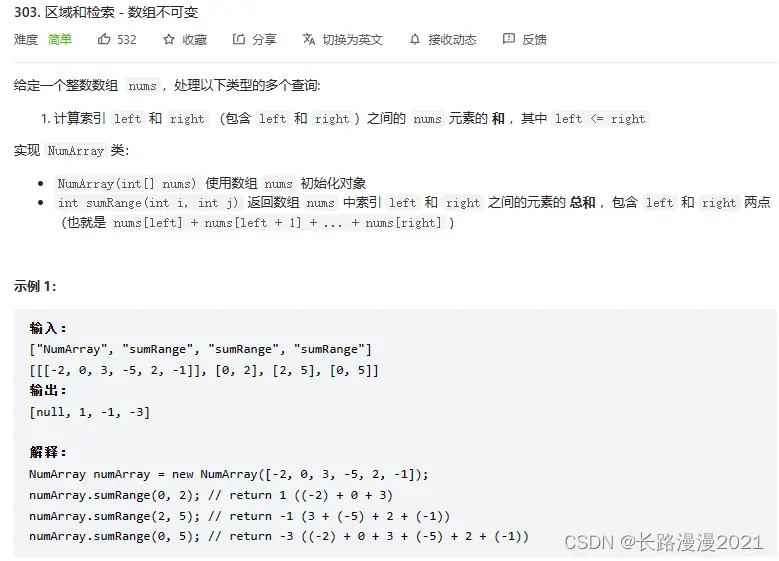 303. 区域和检索 - 数组不可变
难度 简单 532 收藏 分享 切换为英文 接收动态 反馈
给定一个整数数组 nums，处理以下类型的多个查询:
1. 计算索引 left 和 right （包含 left 和 right）之间的 nums 元素的 和 ，其中 left <= right
实现 NumArray 类：
• NumArray(int[] nums) 使用数组 nums 初始化对象
• int sumRange(int i, int j) 返回数组 nums 中索引 left 和 right 之间的元素的 总和 ，包含 left 和 right 两点
（也就是 nums[left] + nums[left + 1] + ... + nums[right] )
示例 1：
输入：
["NumArray", "sumRange", "sumRange", "sumRange"]
[[[-2, 0, 3, -5, 2, -1]], [0, 2], [2, 5], [0, 5]]
输出：
[null, 1, -1, -3]
解释：
NumArray numArray = new NumArray([-2, 0, 3, -5, 2, -1]);
numArray.sumRange(0, 2); // return 1 ((-2) + 0 + 3)
numArray.sumRange(2, 5); // return -1 (3 + (-5) + 2 + (-1))
numArray.sumRange(0, 5); // return -3 ((-2) + 0 + 3 + (-5) + 2 + (-1))
CSDN @长路漫漫2021